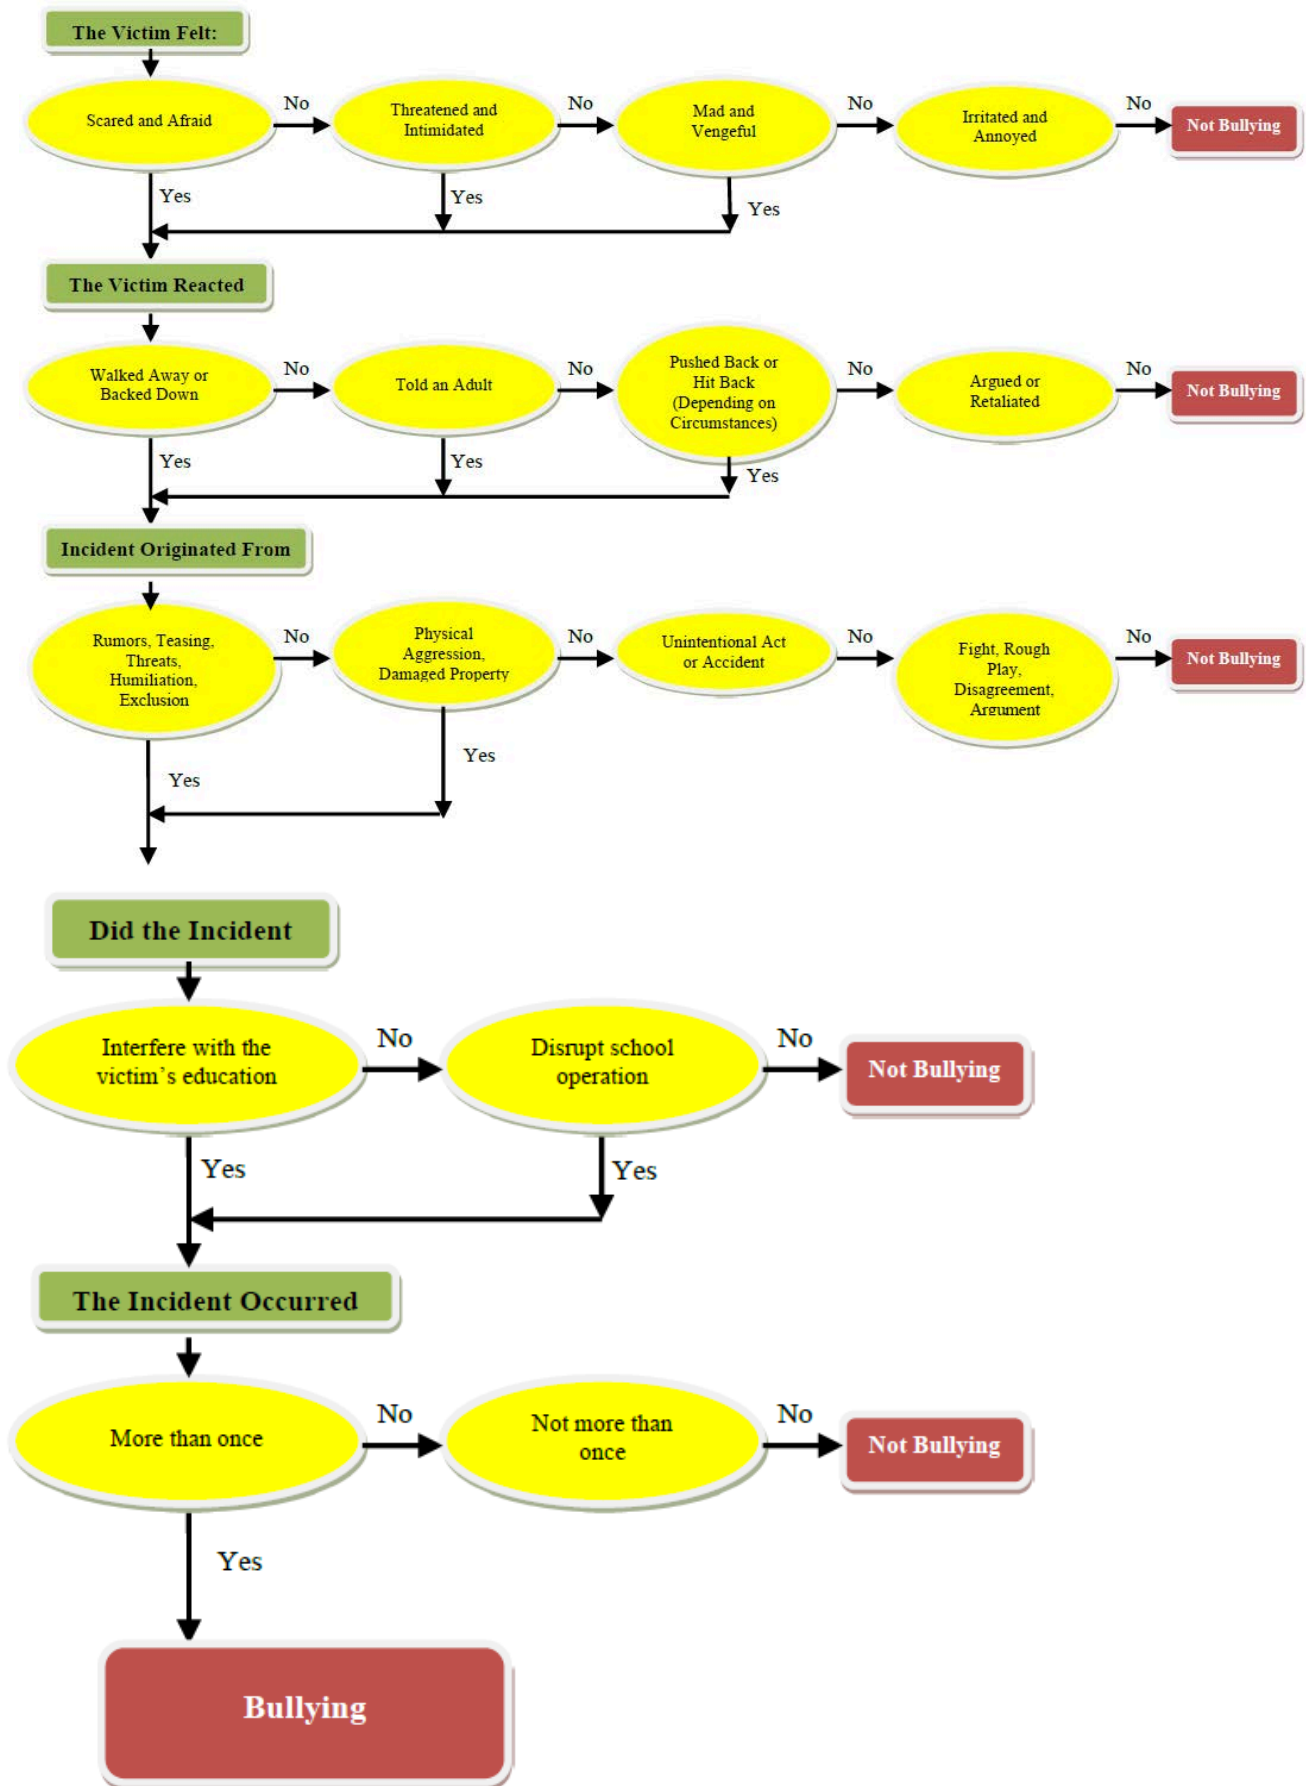 The Victim Felt:
Scared and Afraid
No
Threatened and
Intimidated
No
Mad and
Vengeful
No
Irritated and
Annoyed
No
Not Bullying
Yes
Yes
Yes
The Victim Reacted
Walked Away or
Backed Down
No
Told an Adult
No
Pushed Back or
Hit Back
(Depending on
Circumstances)
No
Argued or
Retaliated
No
Not Bullying
Yes
Yes
Yes
Incident Originated From
Rumors, Teasing,
Threats,
Humiliation,
Exclusion
No
Physical
Aggression,
Damaged Property
No
Unintentional Act
or Accident
No
Fight, Rough
Play,
Disagreement,
Argument
No
Not Bullying
Yes
Yes
Did the Incident
Interfere with the
victim's education
No
Disrupt school
operation
No
Not Bullying
Yes
Yes
The Incident Occurred
More than once
No
Not more than
once
No
Not Bullying
Yes
Bullying